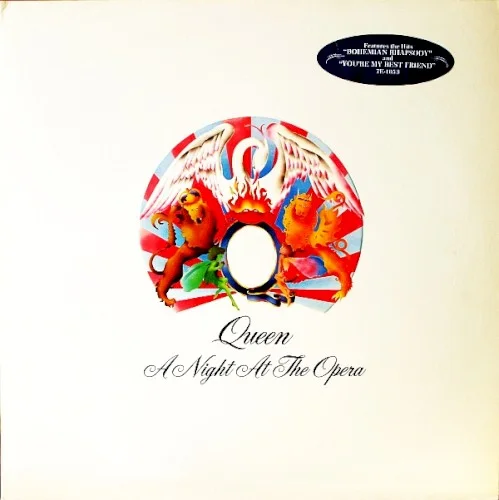 Features the Hits
"BOHEMIAN RHAPSODY"
and
"YOU'RE MY BEST FRIEND"
7E-1053
Queen
A Night At The Opera